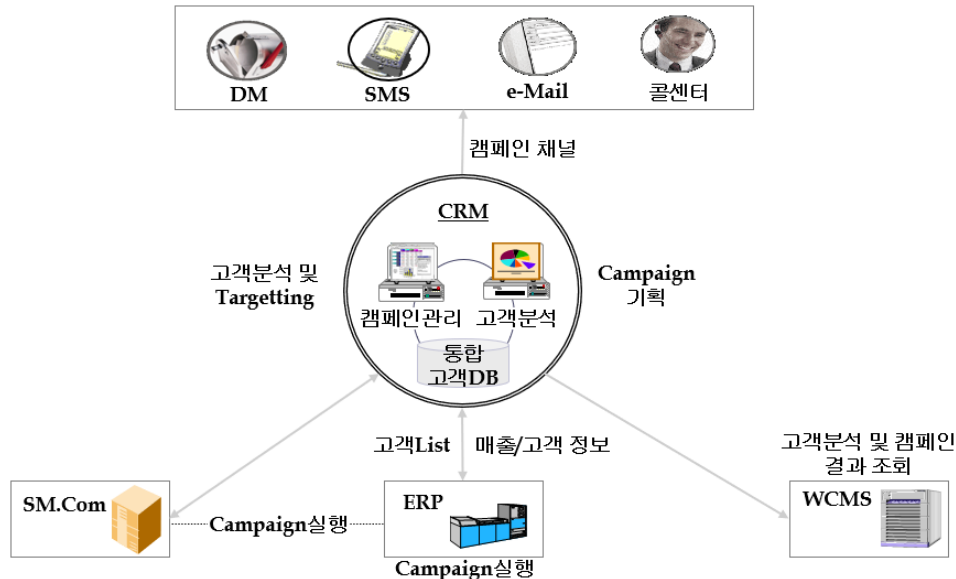 DM
SMS
e-Mail
콜센터
캠페인 채널
CRM
고객분석 및
Targetting
Campaign
기획
캠페인관리
고객분석
통합
고객DB
고객List
매출/고객 정보
고객분석 및 캠페인
결과 조회
SM.Com
Campaign실행
ERP
WCMS
Campaign실행